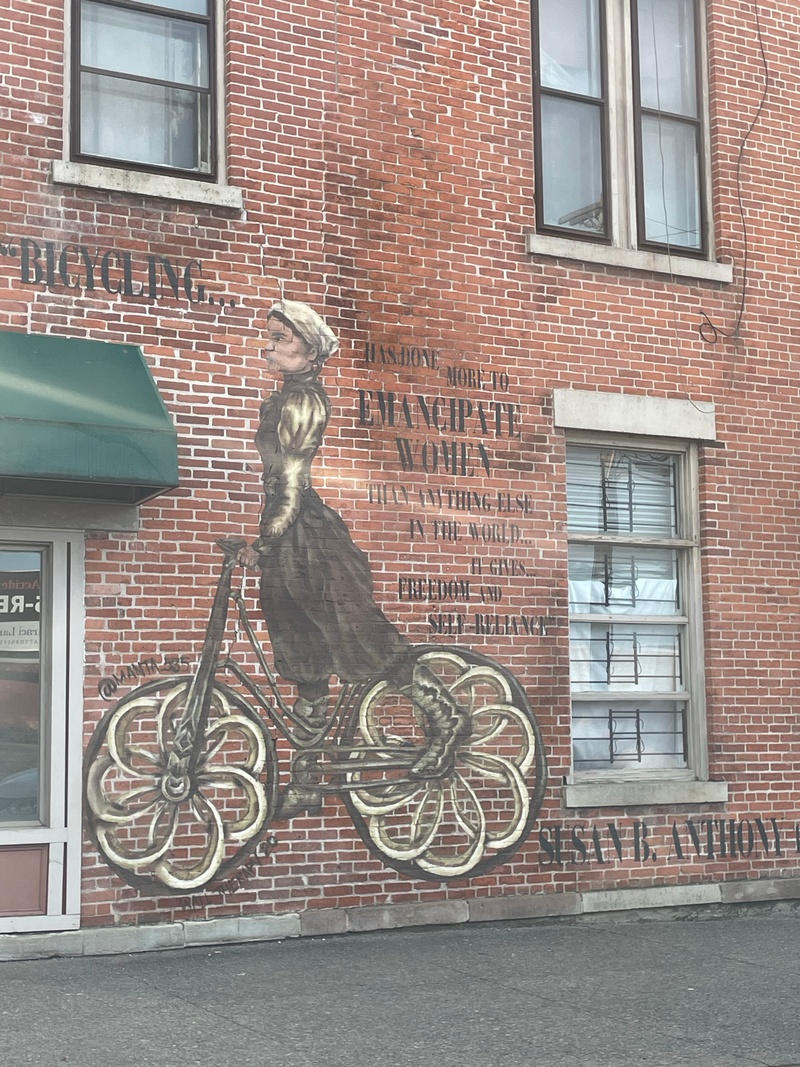 "BICYCLING...
HAS DONE
MORE TO
EMANCIPATE
WOMEN
THAN ANYTHING ELSE
IN THE WORLD...
IT GIVES...
FREEDOM AND
SELF-RELIANCE"
SUSAN B. ANTHONY